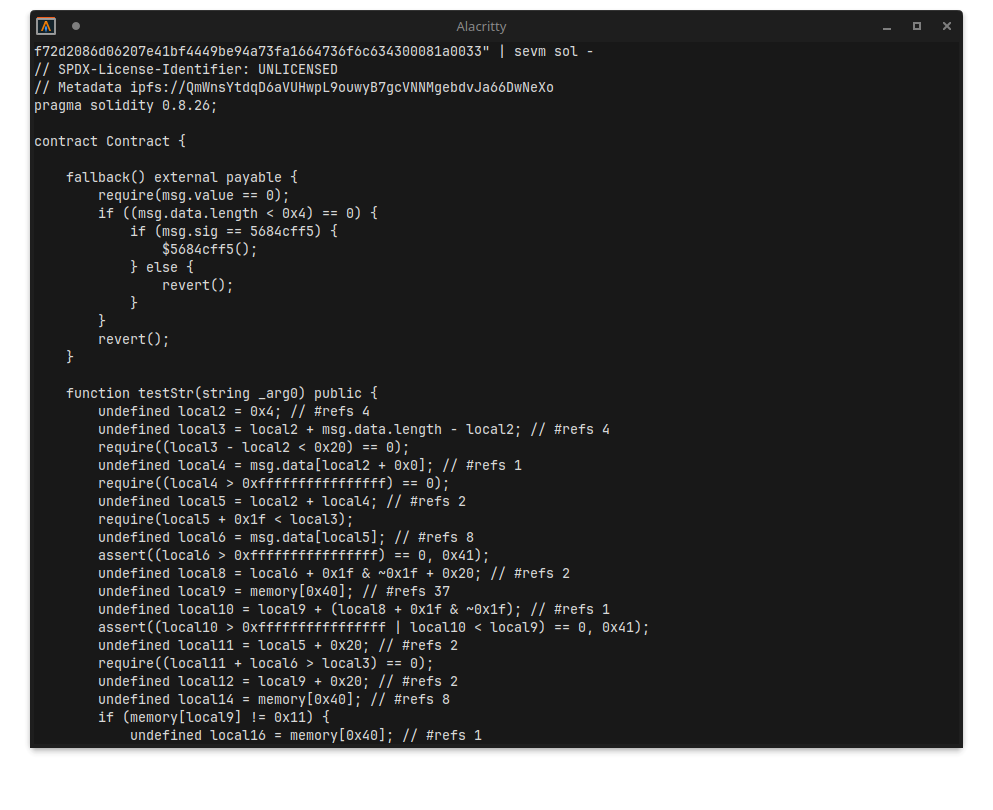 Alacritty
f72d2086d06207e41bf4449be94a73fa1664736f6c634300081a0033" | sevm sol -
// SPDX-License-Identifier: UNLICENSED
// Metadata ipfs://QmWnsYtdqD6aVUHwpL9ouwyB7gcVNNMgebdvJa66DwNeXo
pragma solidity 0.8.26;
contract Contract {
    fallback() external payable {
        require(msg.value == 0);
        if ((msg.data.length < 0x4) == 0) {
            if (msg.sig == 5684cff5) {
                $5684cff5();
            } else {
                revert();
            }
        }
        revert();
    }
    function testStr(string _arg0) public {
        undefined local2 = 0x4; // #refs 4
        undefined local3 = local2 + msg.data.length - local2; // #refs 4
        require((local3 - local2 < 0x20) == 0);
        undefined local4 = msg.data[local2 + 0x0]; // #refs 1
        require((local4 > 0xffffffffffffffff) == 0);
        undefined local5 = local2 + local4; // #refs 2
        require(local5 + 0x1f < local3);
        undefined local6 = msg.data[local5]; // #refs 8
        assert((local6 > 0xffffffffffffffff) == 0, 0x41);
        undefined local8 = local6 + 0x1f & ~0x1f + 0x20; // #refs 2
        undefined local9 = memory[0x40]; // #refs 37
        undefined local10 = local9 + (local8 + 0x1f & ~0x1f); // #refs 1
        assert((local10 > 0xffffffffffffffff | local10 < local9) == 0, 0x41);
        undefined local11 = local5 + 0x20; // #refs 2
        require((local11 + local6 > local3) == 0);
        undefined local12 = local9 + 0x20; // #refs 2
        undefined local14 = memory[0x40]; // #refs 8
        if (memory[local9] != 0x11) {
            undefined local16 = memory[0x40]; // #refs 1